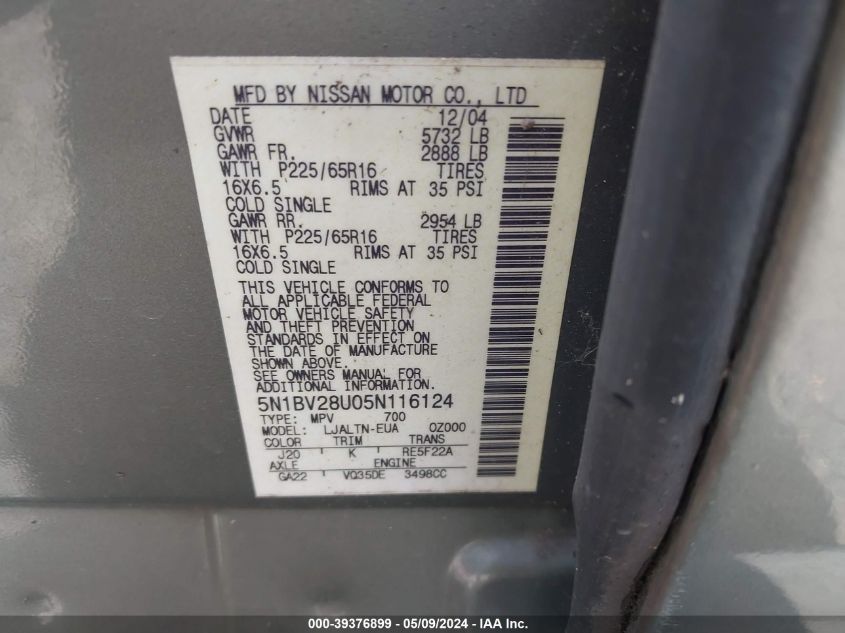 MFD BY NISSAN MOTOR CO., LTD
DATE 12/04
GVWR 5732 LB
GAWR FR. 2888 LB
WITH P225/65R16 TIRES
16X6.5 RIMS AT 35 PSI
COLD SINGLE
GAWR RR. 2954 LB
WITH P225/65R16 TIRES
16X6.5 RIMS AT 35 PSI
COLD SINGLE
THIS VEHICLE CONFORMS TO
ALL APPLICABLE FEDERAL
MOTOR VEHICLE SAFETY
AND THEFT PREVENTION
STANDARDS IN EFFECT ON
THE DATE OF MANUFACTURE
SHOWN ABOVE.
SEE OWNERS MANUAL FOR
ADDITIONAL INFORMATION
5N1BV28U05N116124
TYPE: MPV 700
MODEL: LJALTN-EUA 0Z000
COLOR TRIM TRANS
J20 K RE5F22A
AXLE ENGINE
GA22 VQ35DE 3498CC
000-39376899 - 05/09/2024 - IAA Inc.